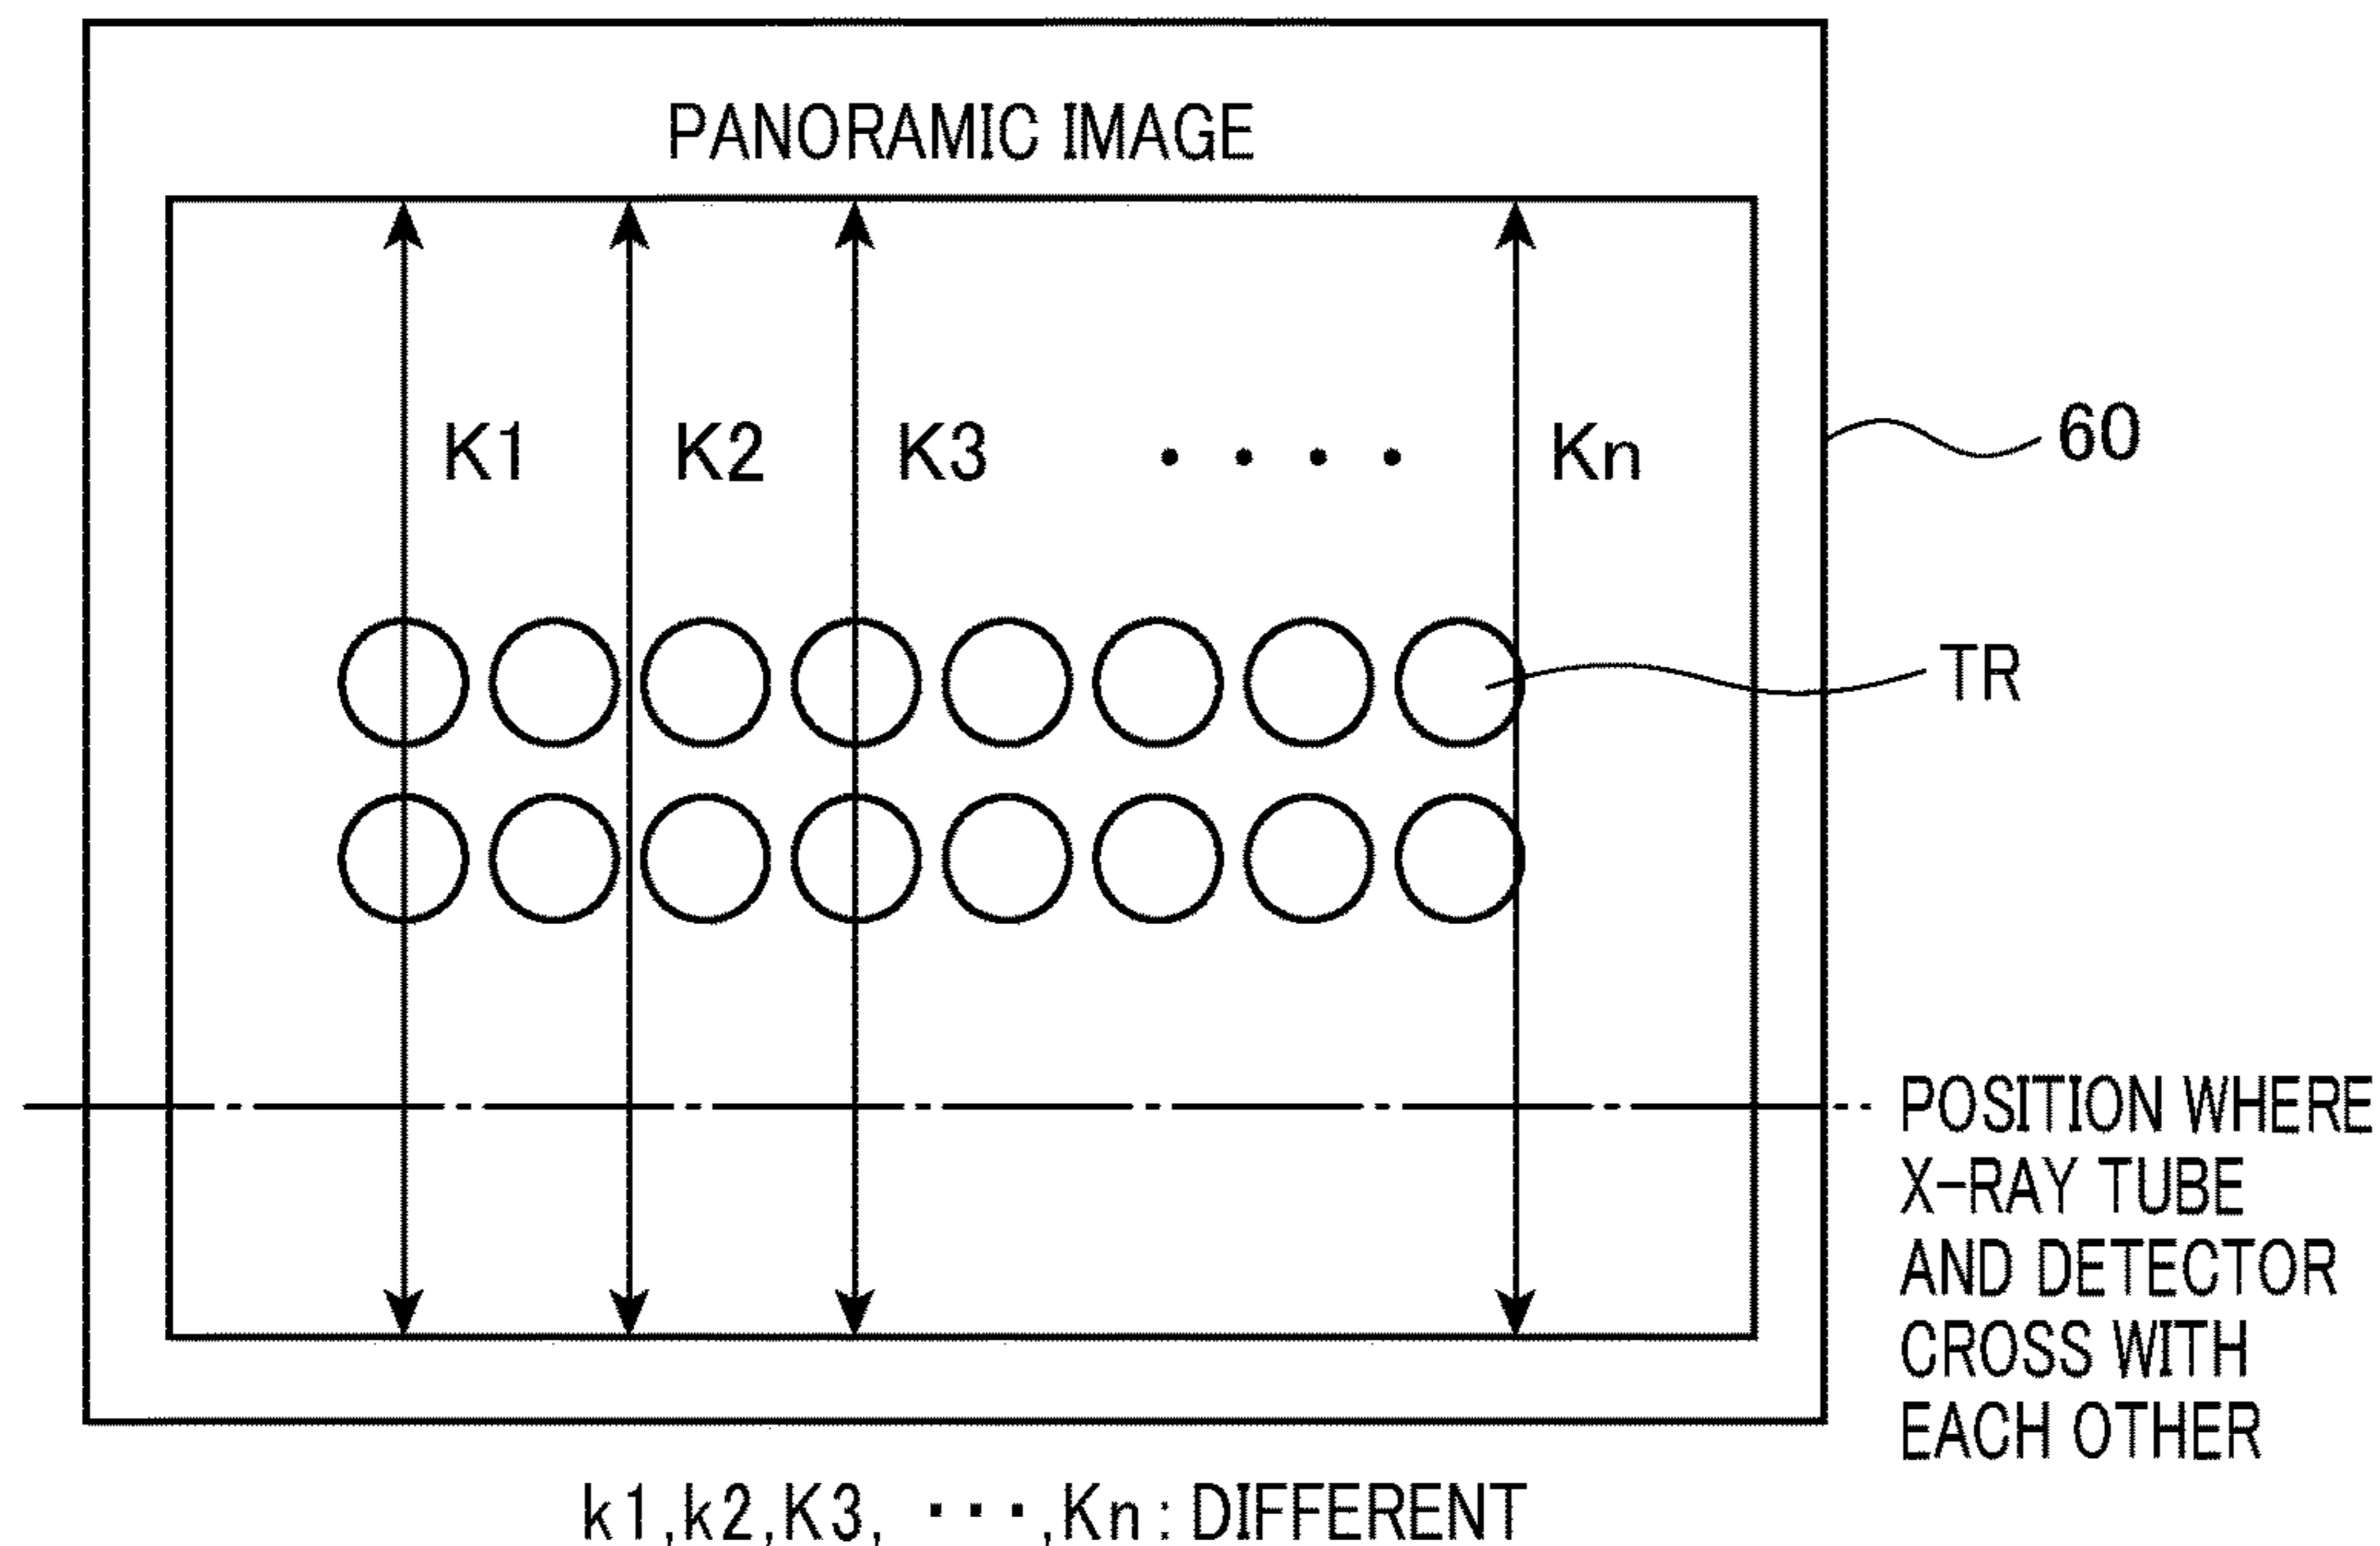 PANORAMIC IMAGE
K1 K2 K3 ···· Kn
60
TR
POSITION WHERE
X-RAY TUBE
AND DETECTOR
CROSS WITH
EACH OTHER
k1,k2,K3, ···,Kn : DIFFERENT